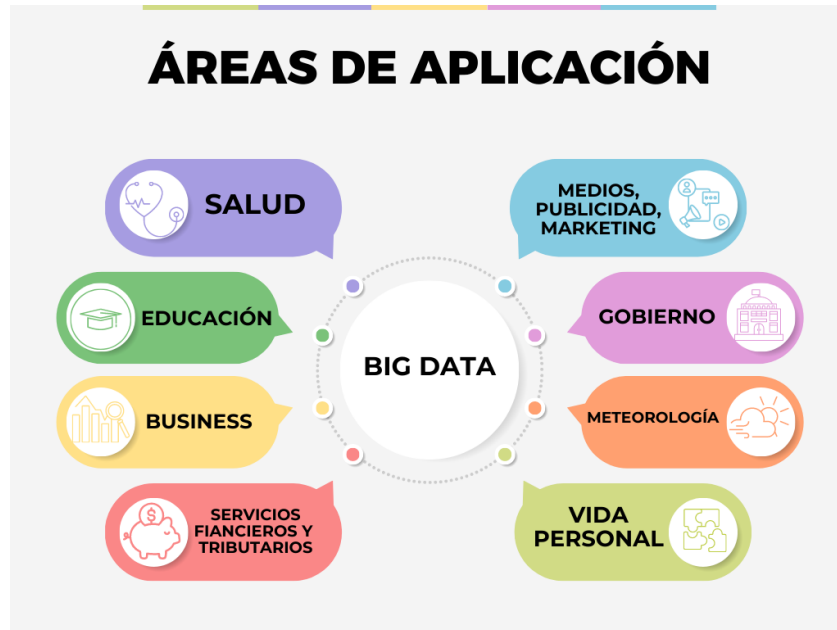 ÁREAS DE APLICACIÓN
SALUD
MEDIOS,
PUBLICIDAD,
MARKETING
EDUCACIÓN
GOBIERNO
BIG DATA
BUSINESS
METEOROLOGÍA
SERVICIOS
FIANCIEROS Y
TRIBUTARIOS
VIDA
PERSONAL